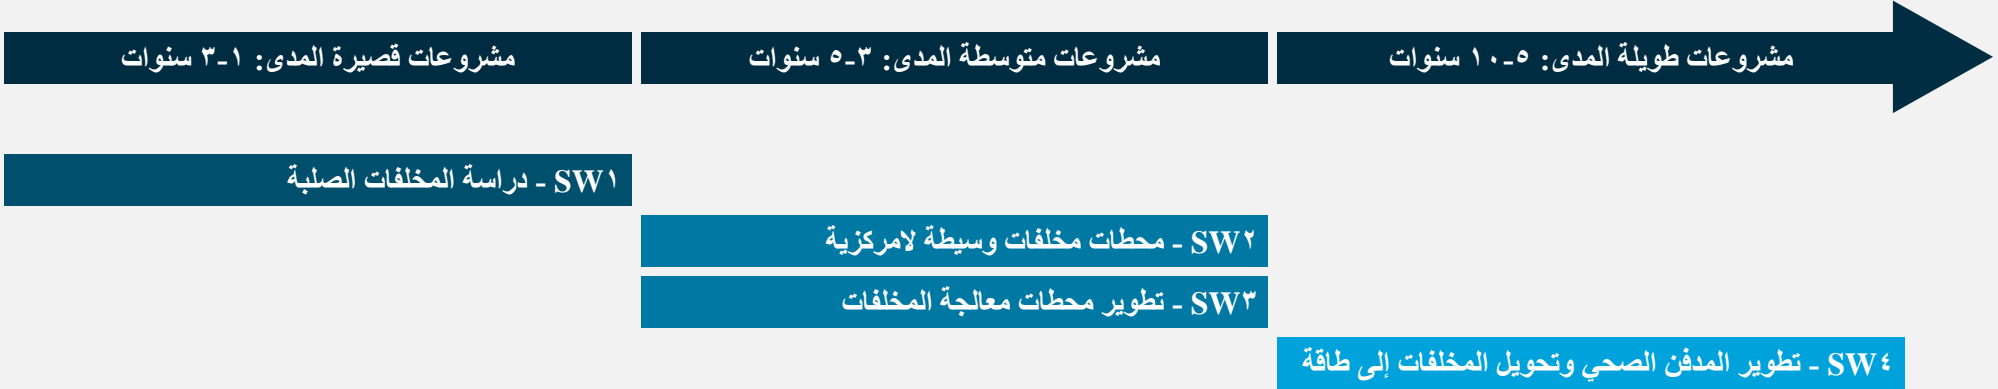 مشروعات قصيرة المدى: ١-٣ سنوات
مشروعات متوسطة المدى: ٣-٥ سنوات
مشروعات طويلة المدى: ٥-١٠ سنوات
SW١ - دراسة المخلفات الصلبة
SW٢ - محطات مخلفات وسيطة لامركزية
SW٣ - تطوير محطات معالجة المخلفات
SW٤ - تطوير المدفن الصحي وتحويل المخلفات إلى طاقة